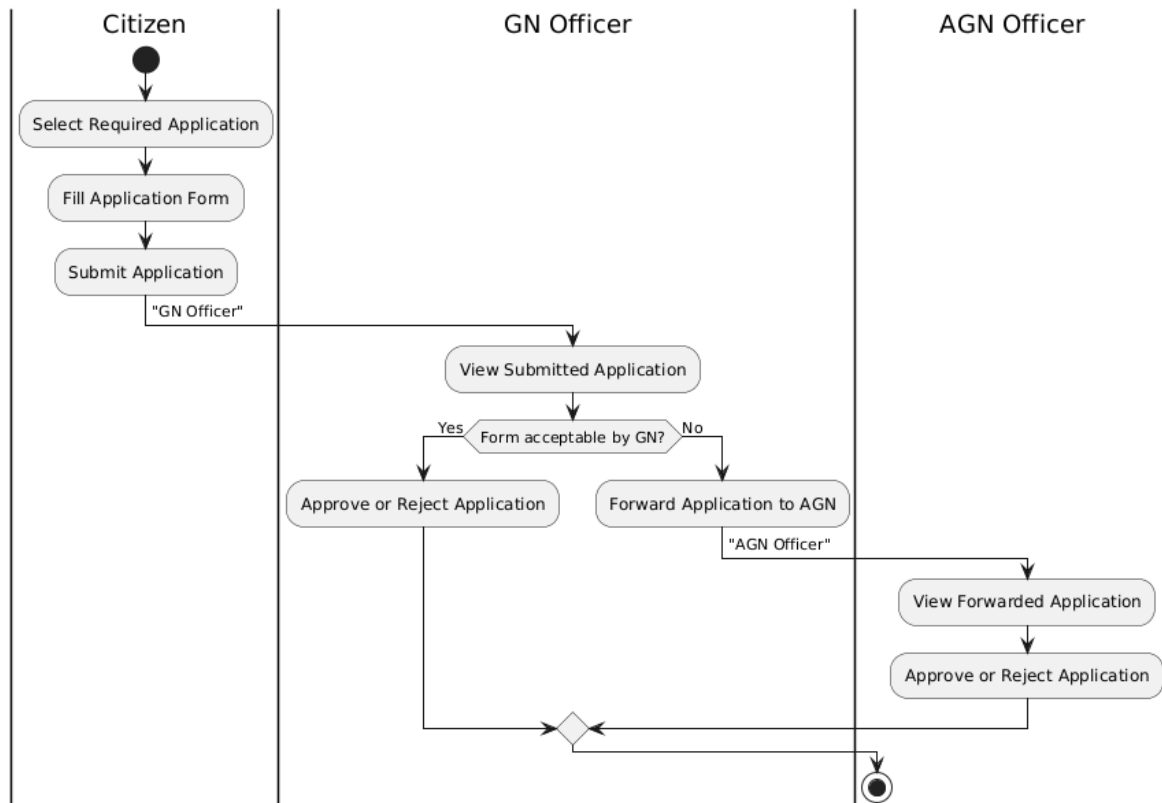 Citizen
GN Officer
AGN Officer
Select Required Application
Fill Application Form
Submit Application
"GN Officer"
View Submitted Application
Yes
Form acceptable by GN?
No
Approve or Reject Application
Forward Application to AGN
"AGN Officer"
View Forwarded Application
Approve or Reject Application